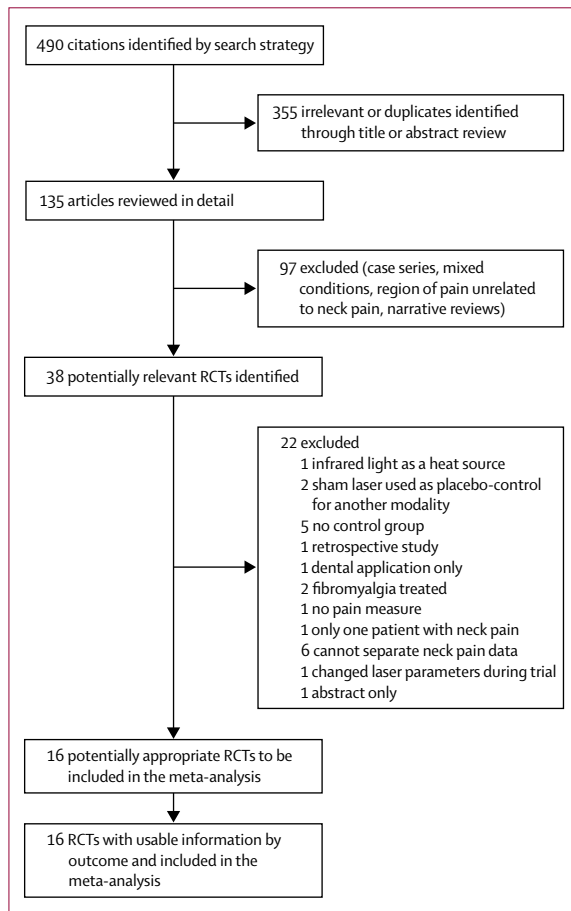 490 citations identified by search strategy
355 irrelevant or duplicates identified
through title or abstract review
135 articles reviewed in detail
97 excluded (case series, mixed
conditions, region of pain unrelated
to neck pain, narrative reviews)
38 potentially relevant RCTs identified
22 excluded
1 infrared light as a heat source
2 sham laser used as placebo-control
for another modality
5 no control group
1 retrospective study
1 dental application only
2 fibromyalgia treated
1 no pain measure
1 only one patient with neck pain
6 cannot separate neck pain data
1 changed laser parameters during trial
1 abstract only
16 potentially appropriate RCTs to be
included in the meta-analysis
16 RCTs with usable information by
outcome and included in the
meta-analysis